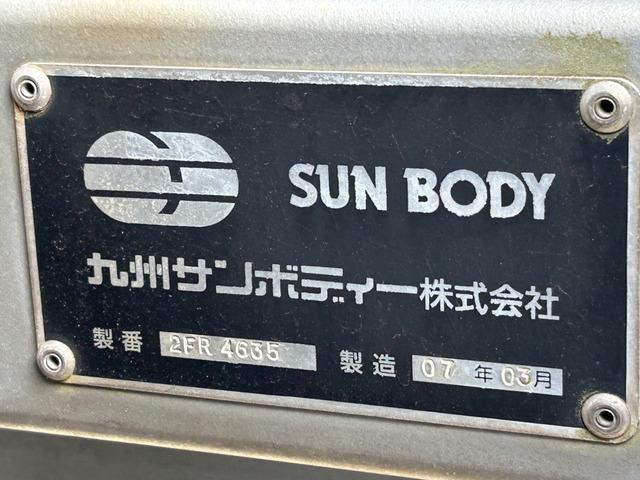 SUN BODY
九州サンボディー株式会社
製番 2FR 4635 製造 07 年 03 月